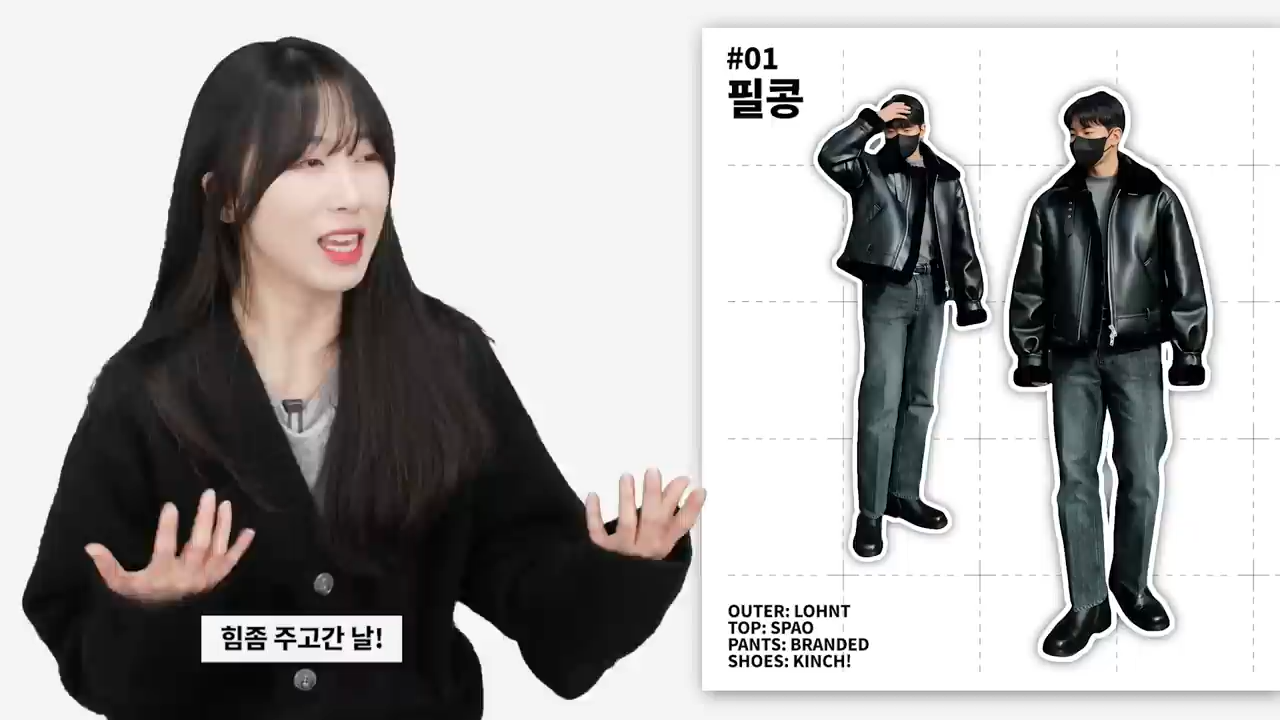 #01
필콩
OUTER: LOHNT
TOP: SPAO
PANTS: BRANDED
SHOES: KINCH!
힘좀 주고간 날!